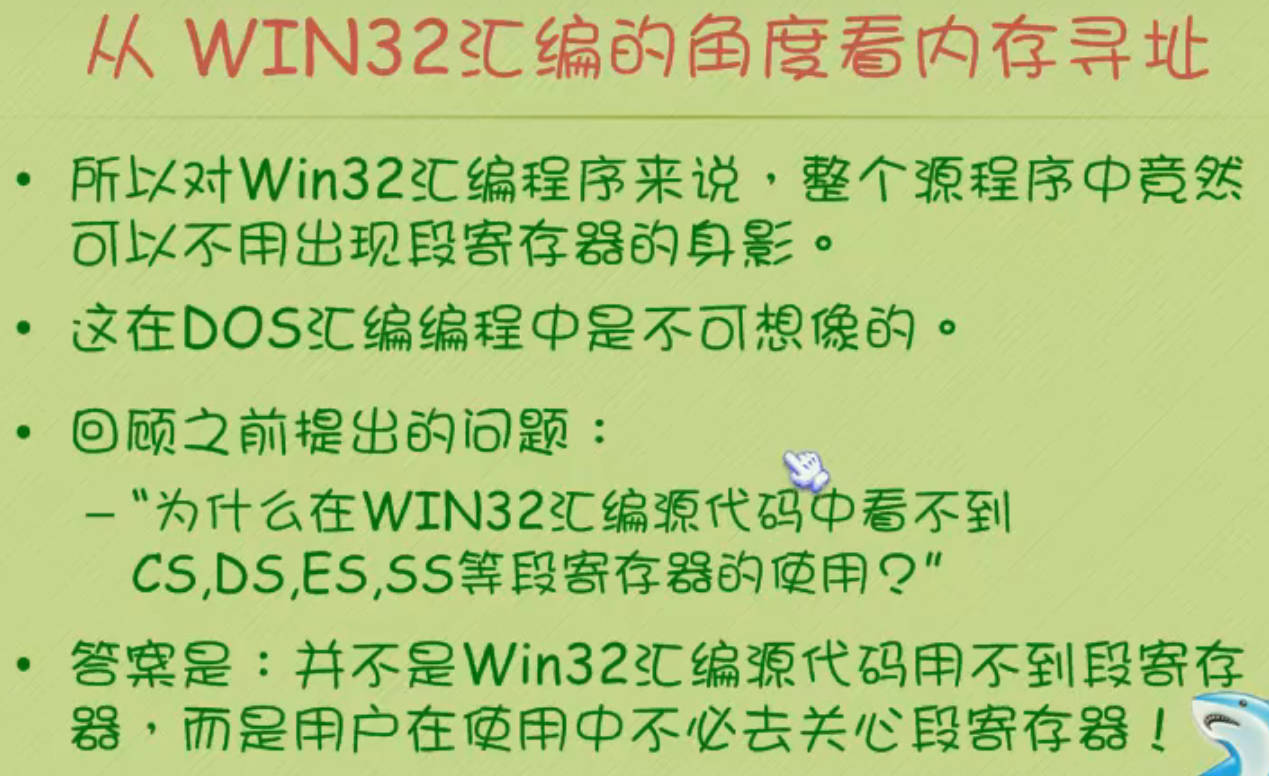 从 WIN32汇编的角度看内存寻址
• 所以对Win32汇编程序来说，整个源程序中竟然
可以不用出现段寄存器的身影。
• 这在DOS汇编编程中是不可想像的。
• 回顾之前提出的问题：
– “为什么在WIN32汇编源代码中看不到
CS,DS,ES,SS等段寄存器的使用？”
• 答案是：并不是Win32汇编源代码用不到段寄存
器，而是用户在使用中不必去关心段寄存器！